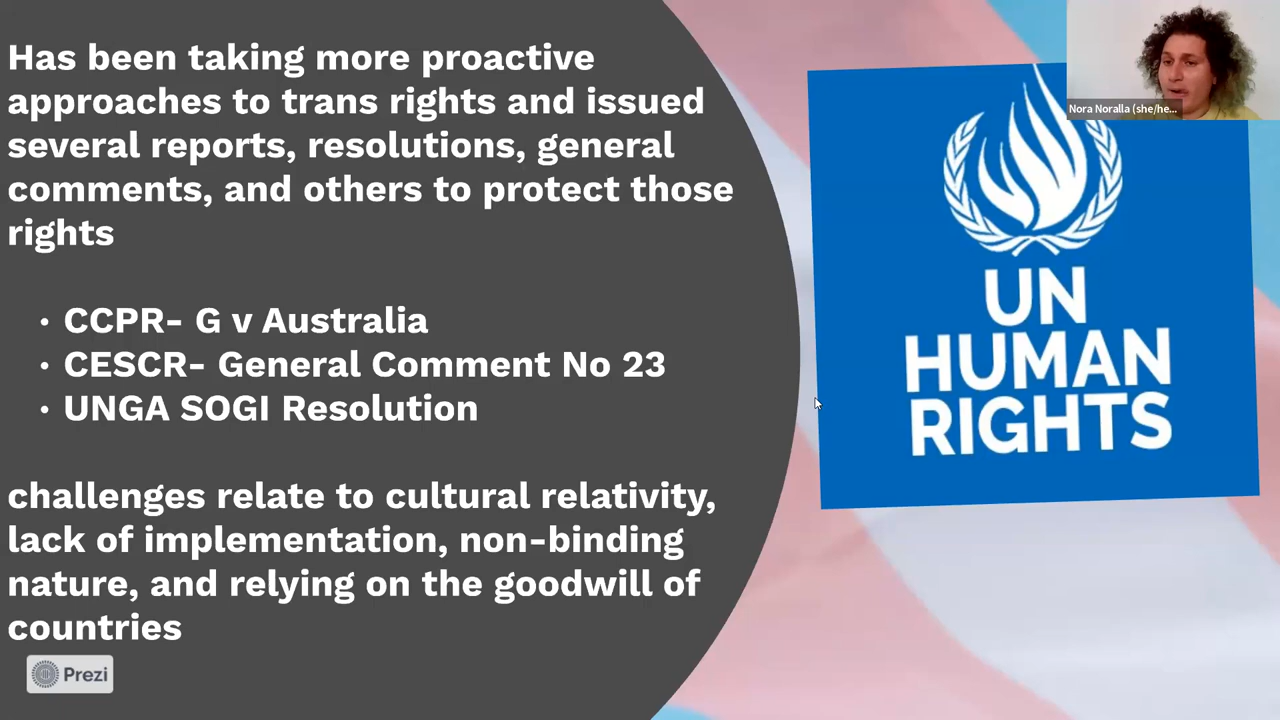 Has been taking more proactive
approaches to trans rights and issued
several reports, resolutions, general
comments, and others to protect those
rights
• CCPR- G v Australia
• CESCR- General Comment No 23
• UNGA SOGI Resolution
challenges relate to cultural relativity,
lack of implementation, non-binding
nature, and relying on the goodwill of
countries
Prezi
UN
HUMAN
RIGHTS
Nora Noralla (she/he...